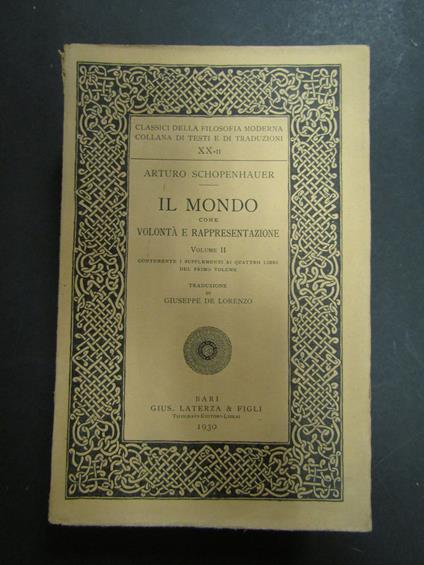 CLASSICI DELLA FILOSOFIA MODERNA
COLLANA DI TESTI E DI TRADUZIONI
XX-II
ARTURO SCHOPENHAUER
IL MONDO
COME
VOLONTÀ E RAPPRESENTAZIONE
VOLUME II
CONTENENTE I SUPPLEMENTI AI QUATTRO LIBRI
DEL PRIMO VOLUME
TRADUZIONE
DI
GIUSEPPE DE LORENZO
BARI
GIUS. LATERZA & FIGLI
TIPOGRAFI-EDITORI-LIBRAI
1930